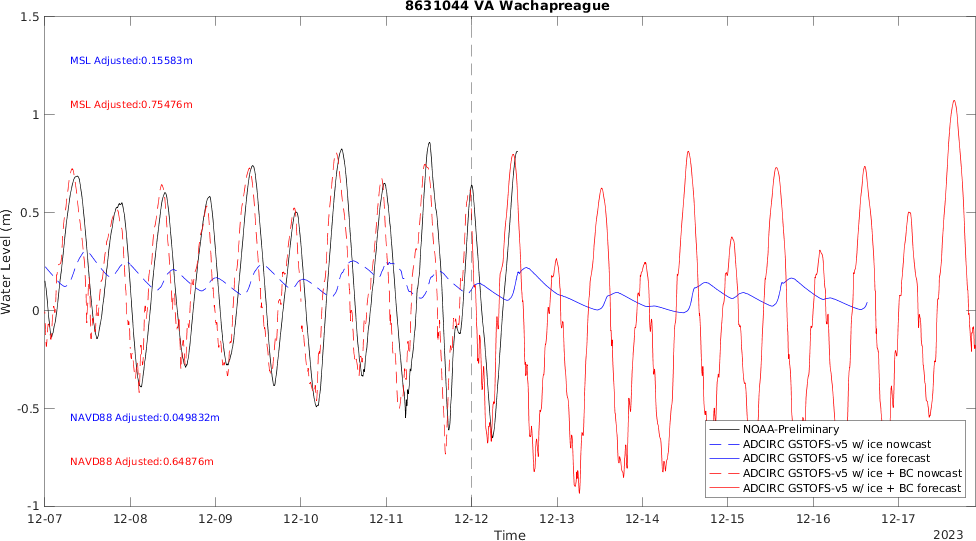 8631044 VA Wachapreague
1.5
MSL Adjusted:0.15583m
MSL Adjusted:0.75476m
1
0.5
Water Level (m)
0
-0.5
NAVD88 Adjusted:0.049832m
NAVD88 Adjusted:0.64876m
NOAA-Preliminary
ADCIRC GSTOFS-v5 w/ ice nowcast
ADCIRC GSTOFS-v5 w/ ice forecast
ADCIRC GSTOFS-v5 w/ ice + BC nowcast
ADCIRC GSTOFS-v5 w/ ice + BC forecast
-1
12-07 12-08 12-09 12-10 12-11 12-12 12-13 12-14 12-15 12-16 12-17
Time
2023